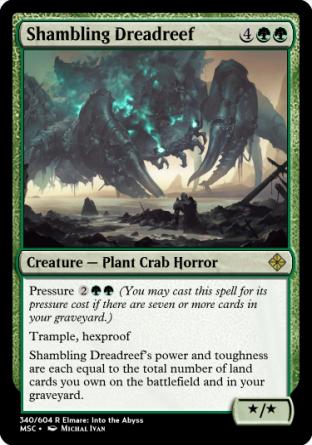 Shambling Dreadreef 4
Creature — Plant Crab Horror
Pressure 2 (You may cast this spell for its
pressure cost if there are seven or more cards in
your graveyard.)
Trample, hexproof
Shambling Dreadreef's power and toughness
are each equal to the total number of land
cards you own on the battlefield and in your
graveyard.
★/★
340/604 R Elmare: Into the Abyss
MSC • Michal Ivan